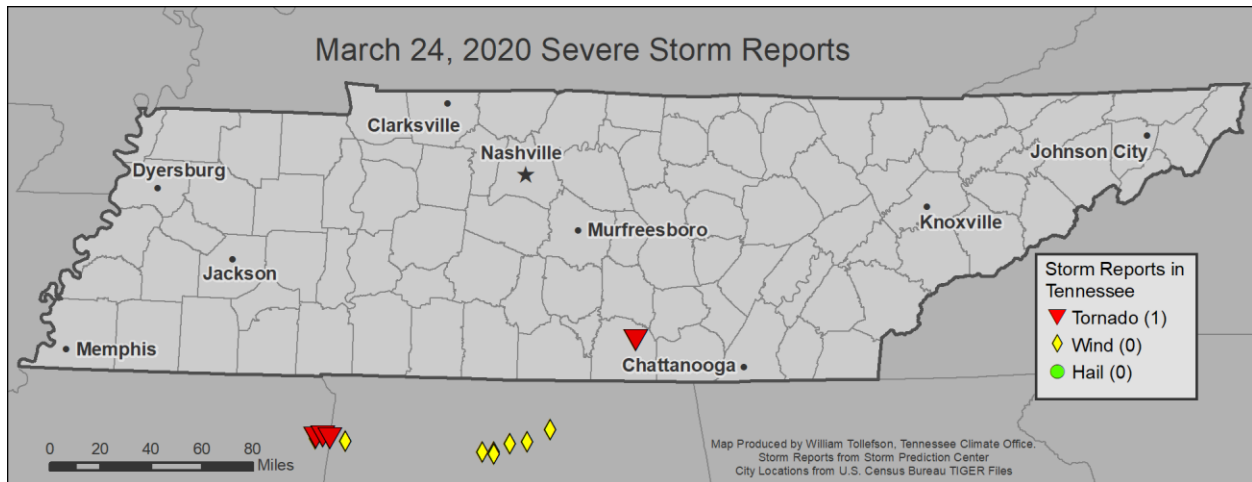 March 24, 2020 Severe Storm Reports
Clarksville
Nashville
Johnson City
Dyersburg
Knoxville
Murfreesboro
Jackson
Storm Reports in
Tennessee
Tornado (1)
Wind (0)
Hail (0)
Memphis
Chattanooga
0 20 40 60 80
Miles
Map Produced by William Tollefson, Tennessee Climate Office.
Storm Reports from Storm Prediction Center
City Locations from U.S. Census Bureau TIGER Files